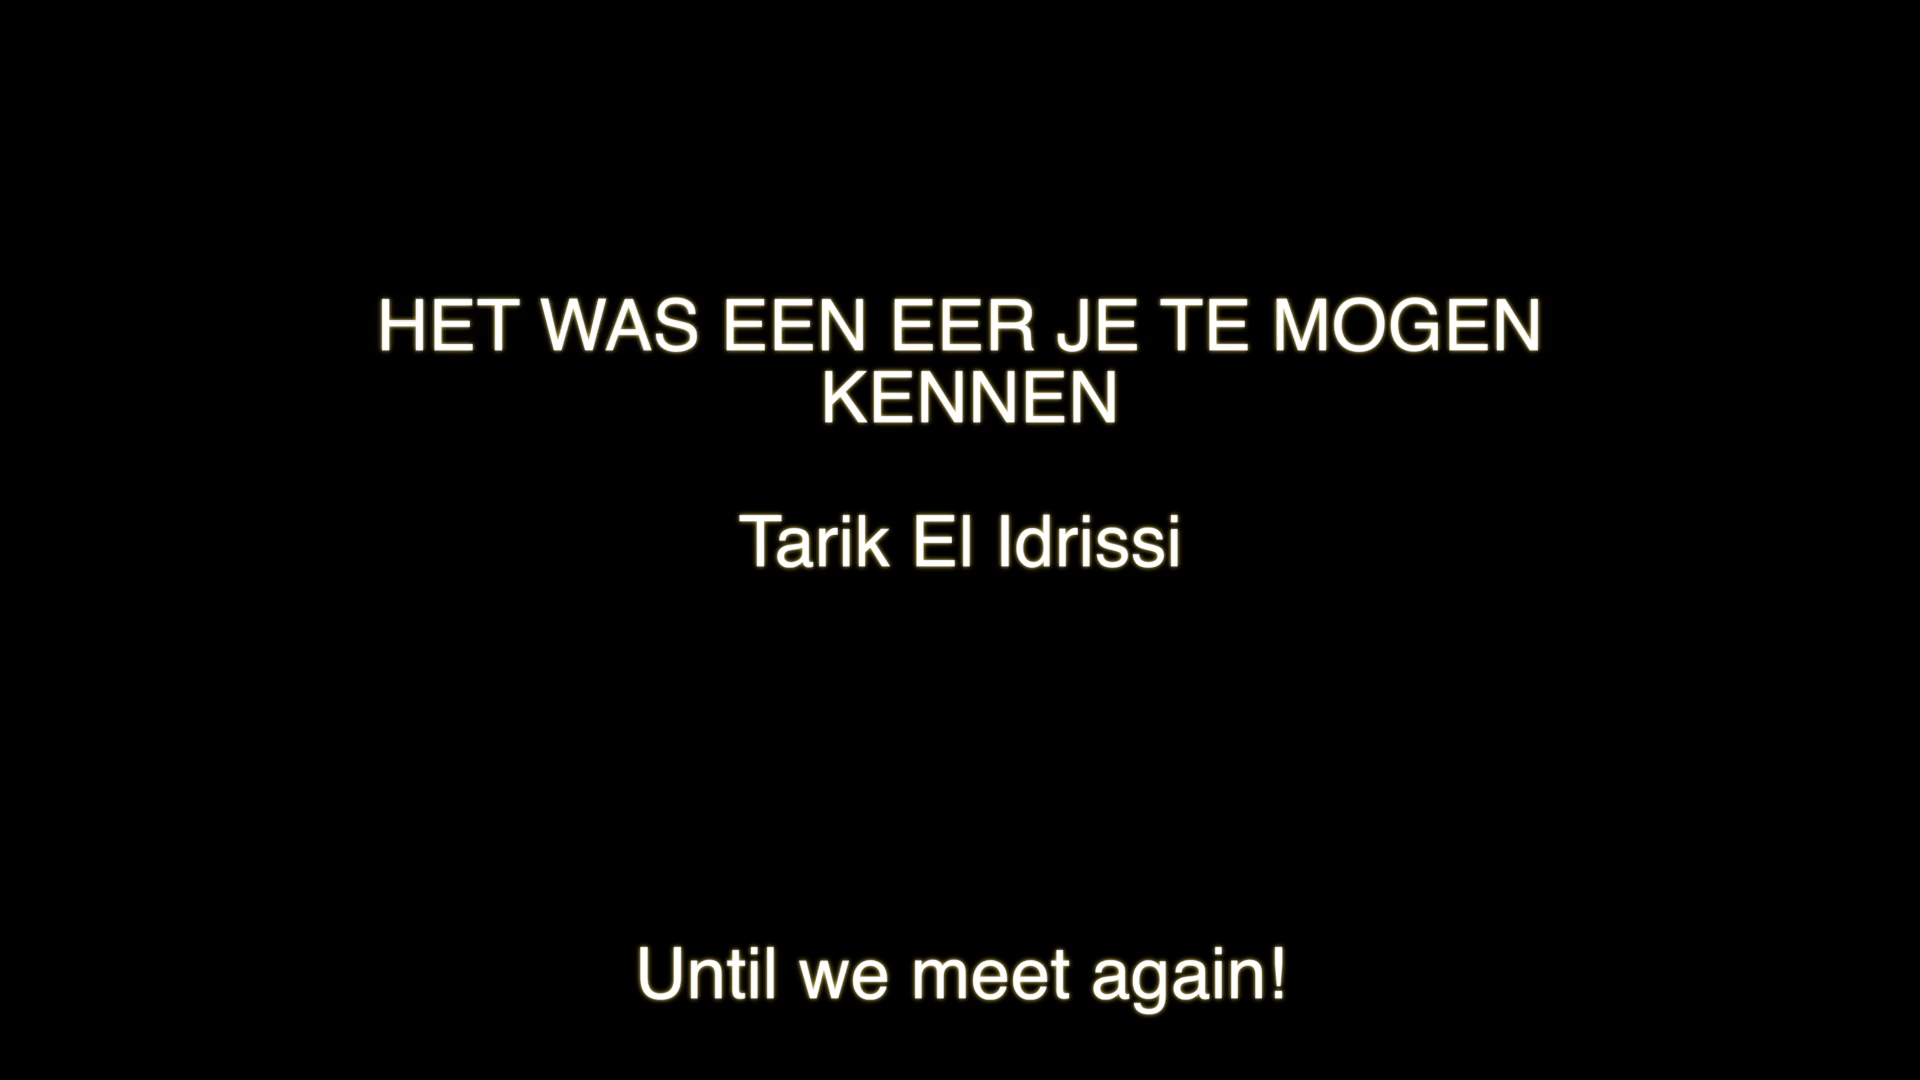 HET WAS EEN EER JE TE MOGEN
KENNEN
Tarik El Idrissi
Until we meet again!